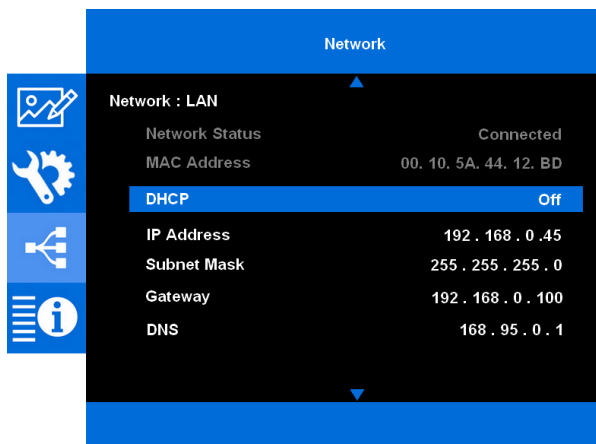 Network
Network : LAN
Network Status Connected
MAC Address 00. 10. 5A. 44. 12. BD
DHCP Off
IP Address 192 . 168 . 0 .45
Subnet Mask 255 . 255 . 255 . 0
Gateway 192 . 168 . 0 . 100
DNS 168 . 95 . 0 . 1